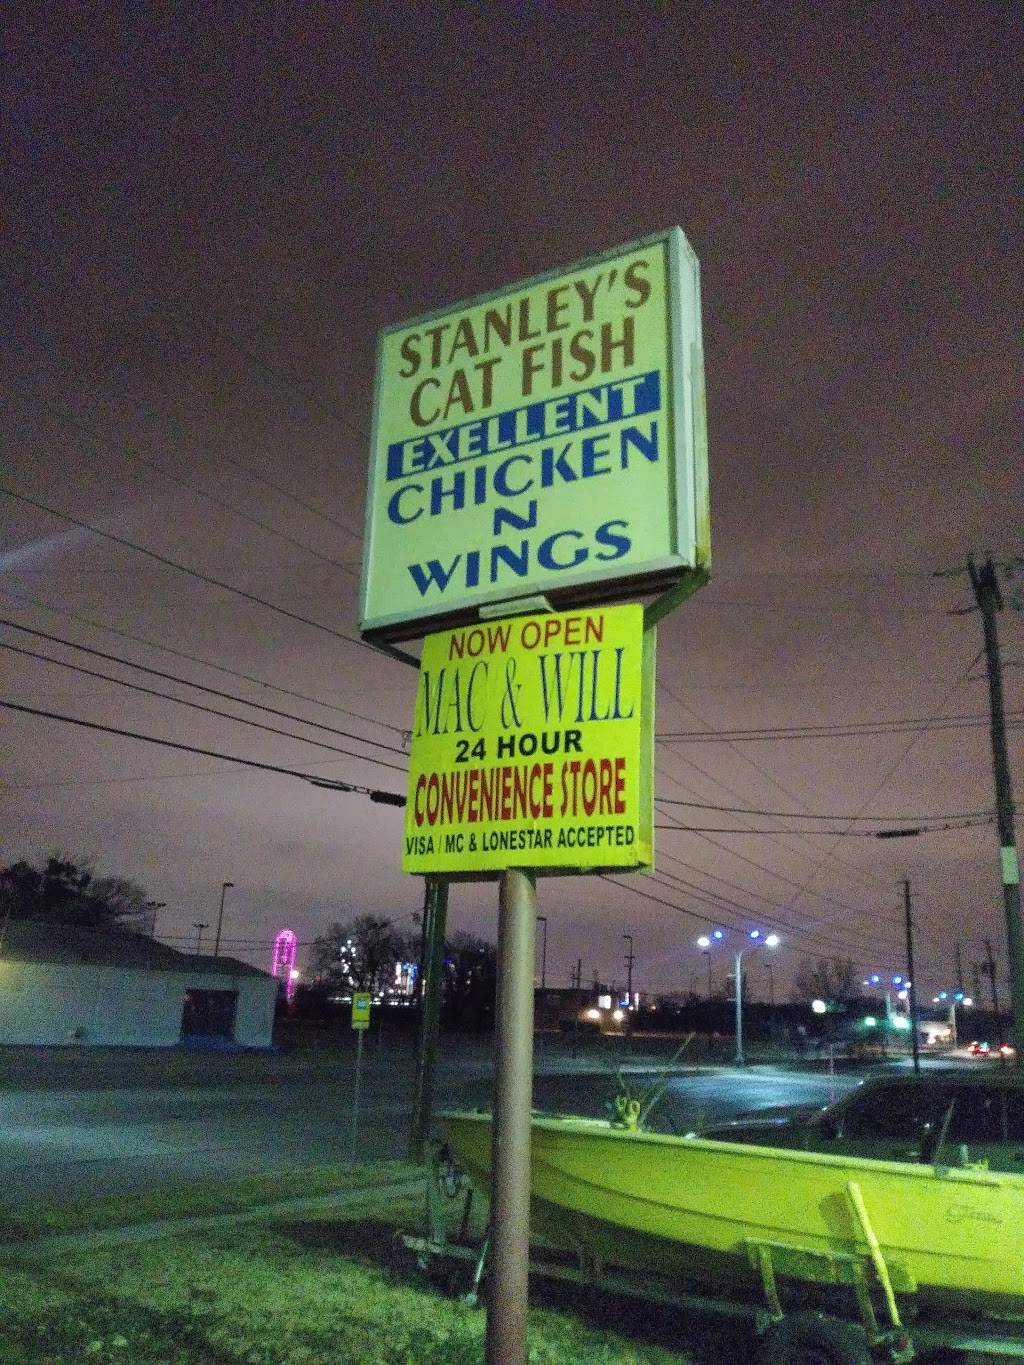 STANLEY'S
CAT FISH
EXELLENT
CHICKEN
N
WINGS
NOW OPEN
MAC & WILL
24 HOUR
CONVENIENCE STORE
VISA / MC & LONESTAR ACCEPTED